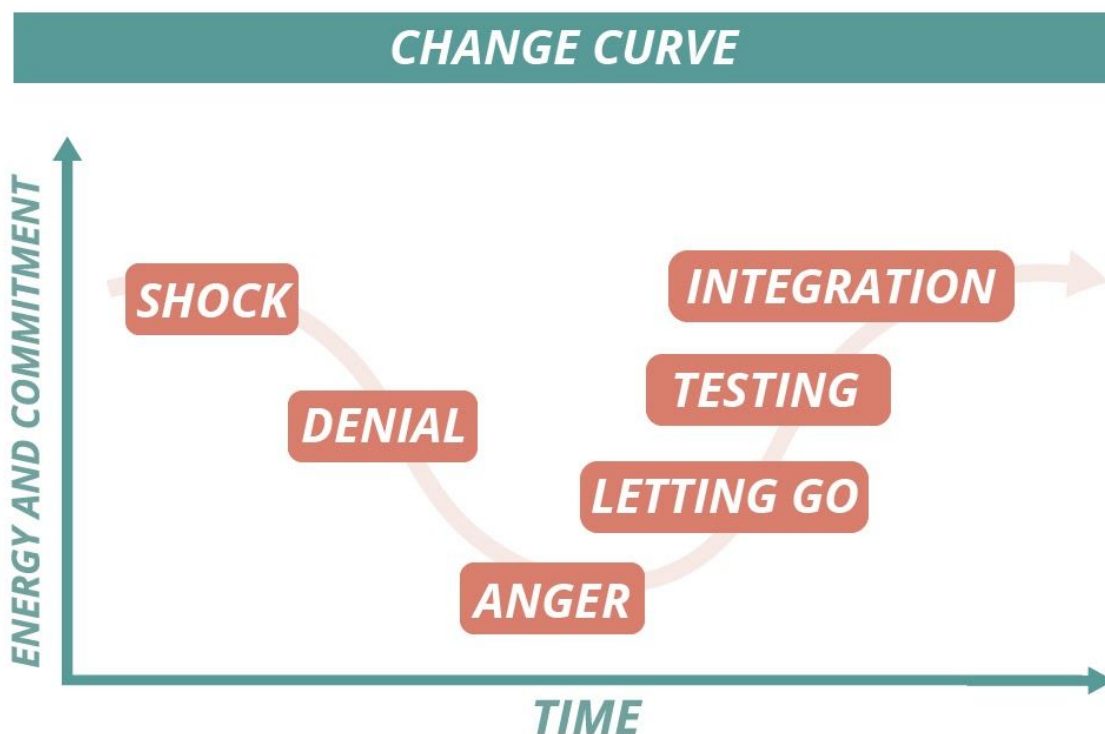 CHANGE CURVE
ENERGY AND COMMITMENT
SHOCK
DENIAL
ANGER
LETTING GO
TESTING
INTEGRATION
TIME